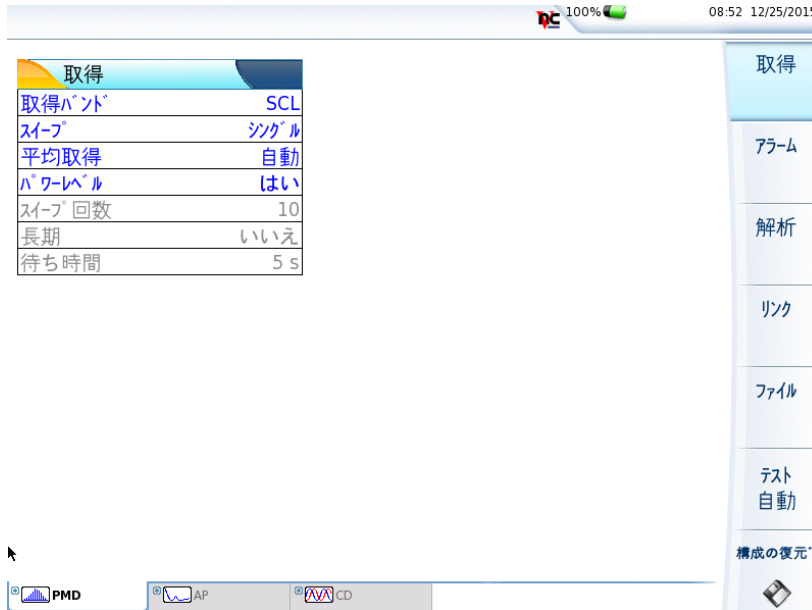 DC 100% 08:52 12/25/2015
取得
取得バンド SCL
スイープ シングル
平均取得 自動
パワーレベル はい
スイープ回数 10
長期 いいえ
待ち時間 5 s
取得
アラーム
解析
リンク
ファイル
テスト
自動
構成の復元
PMD AP CD